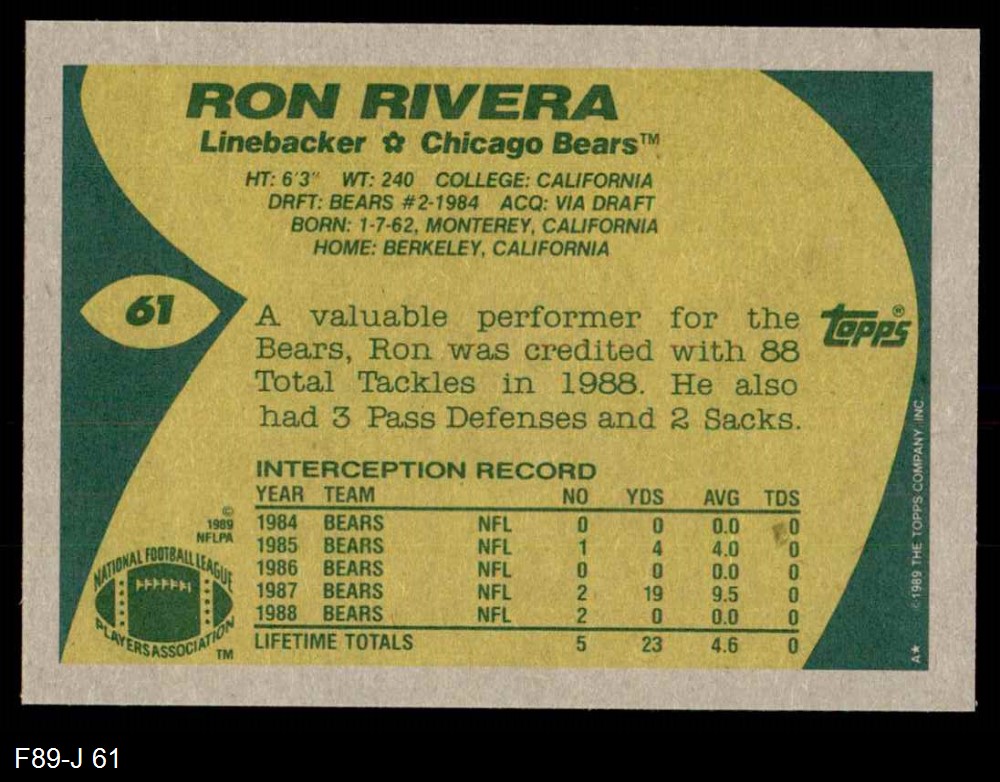 RON RIVERA
Linebacker ✿ Chicago Bears™
HT: 6'3" WT: 240 COLLEGE: CALIFORNIA
DRFT: BEARS #2-1984 ACQ: VIA DRAFT
BORN: 1-7-62, MONTEREY, CALIFORNIA
HOME: BERKELEY, CALIFORNIA
61
A valuable performer for the
Bears, Ron was credited with 88
Total Tackles in 1988. He also
had 3 Pass Defenses and 2 Sacks.
topps®
INTERCEPTION RECORD
YEAR TEAM NO YDS AVG TDS
1984 BEARS NFL 0 0 0.0 0
1985 BEARS NFL 1 4 4.0 0
1986 BEARS NFL 0 0 0.0 0
1987 BEARS NFL 2 19 9.5 0
1988 BEARS NFL 2 0 0.0 0
LIFETIME TOTALS 5 23 4.6 0
©
1989
NFLPA
NATIONAL FOOTBALL LEAGUE
PLAYERS ASSOCIATION
TM
©1989 THE TOPPS COMPANY, INC.
A★
F89-J 61